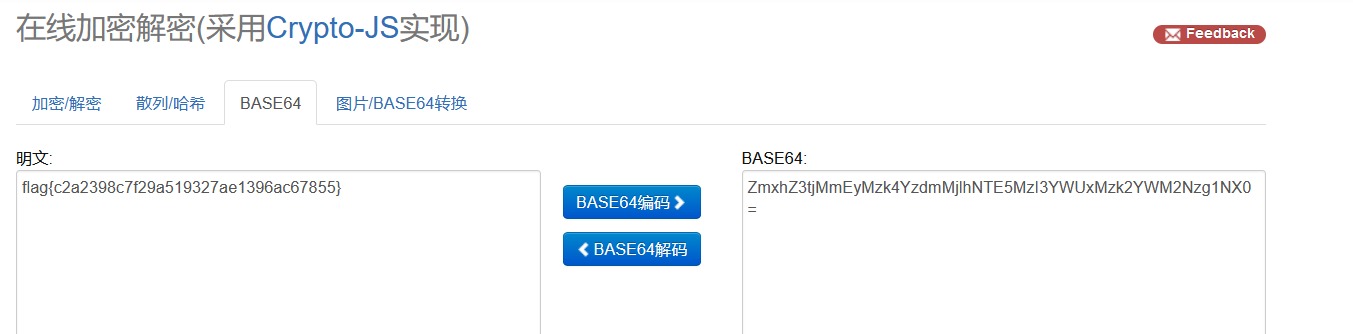 在线加密解密(采用Crypto-JS实现)
Feedback
加密/解密
散列/哈希
BASE64
图片/BASE64转换
明文:
BASE64:
flag{c2a2398c7f29a519327ae1396ac67855}
BASE64编码
BASE64解码
ZmxhZ3tjMmEyMzk4YzdmMjlhNTE5MzI3YWUxMzk2YWM2Nzg1NX0
=